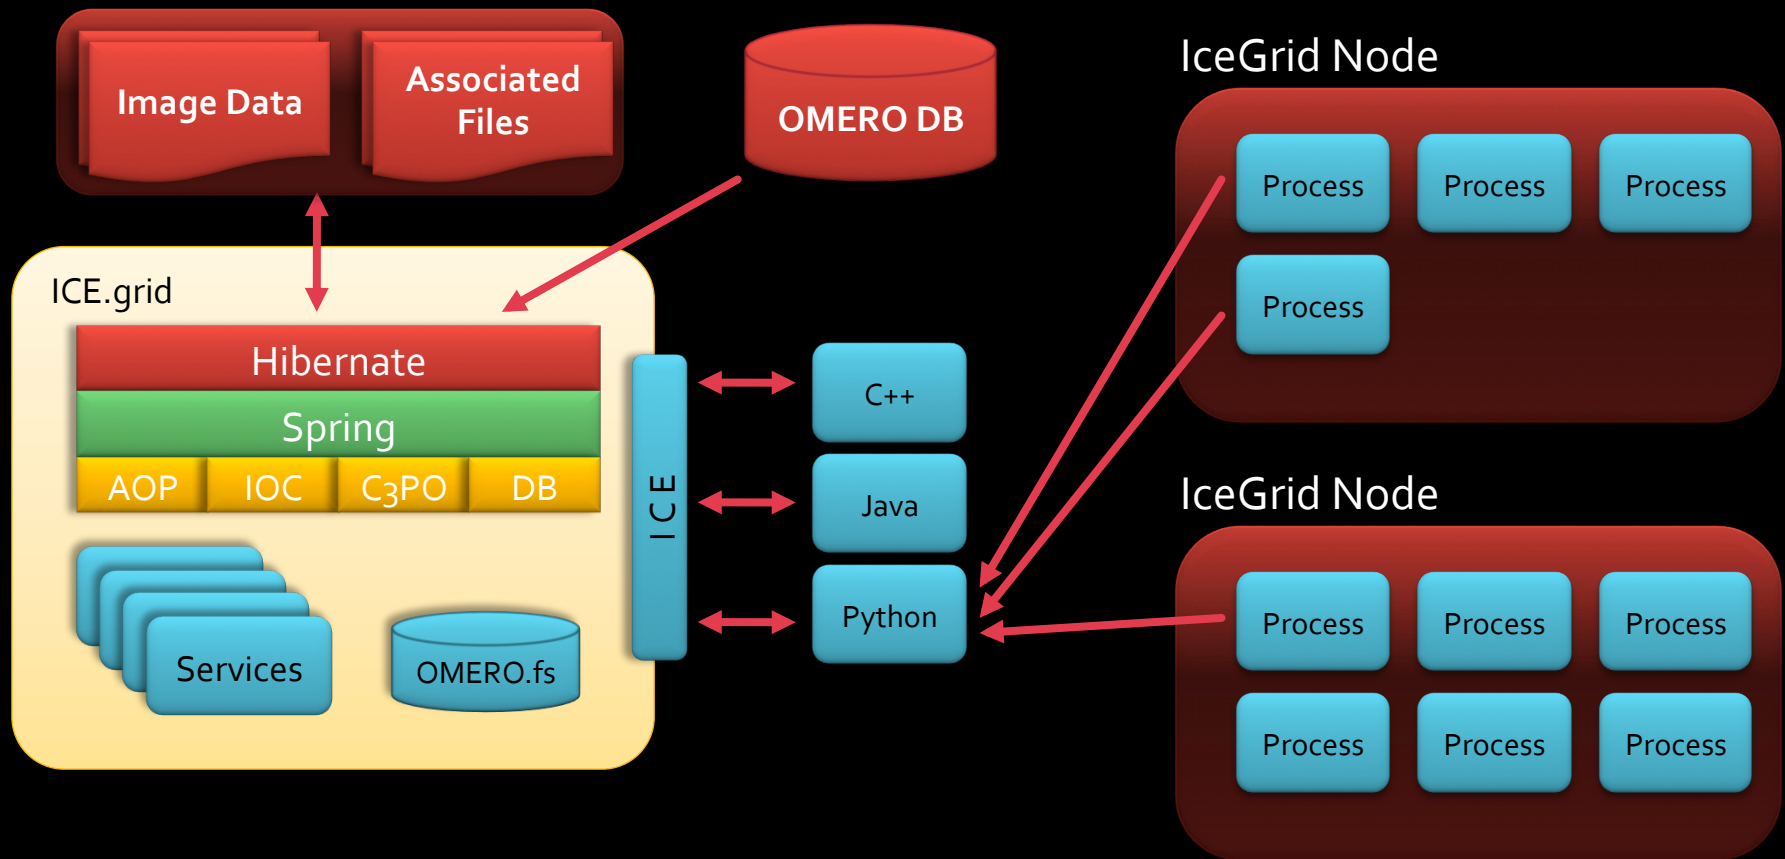 Image Data
Associated
Files
OMERO DB
IceGrid Node
Process
Process
Process
Process
ICE.grid
Hibernate
Spring
AOP
IOC
C3PO
DB
Services
OMERO.fs
ICE
C++
Java
Python
IceGrid Node
Process
Process
Process
Process
Process
Process